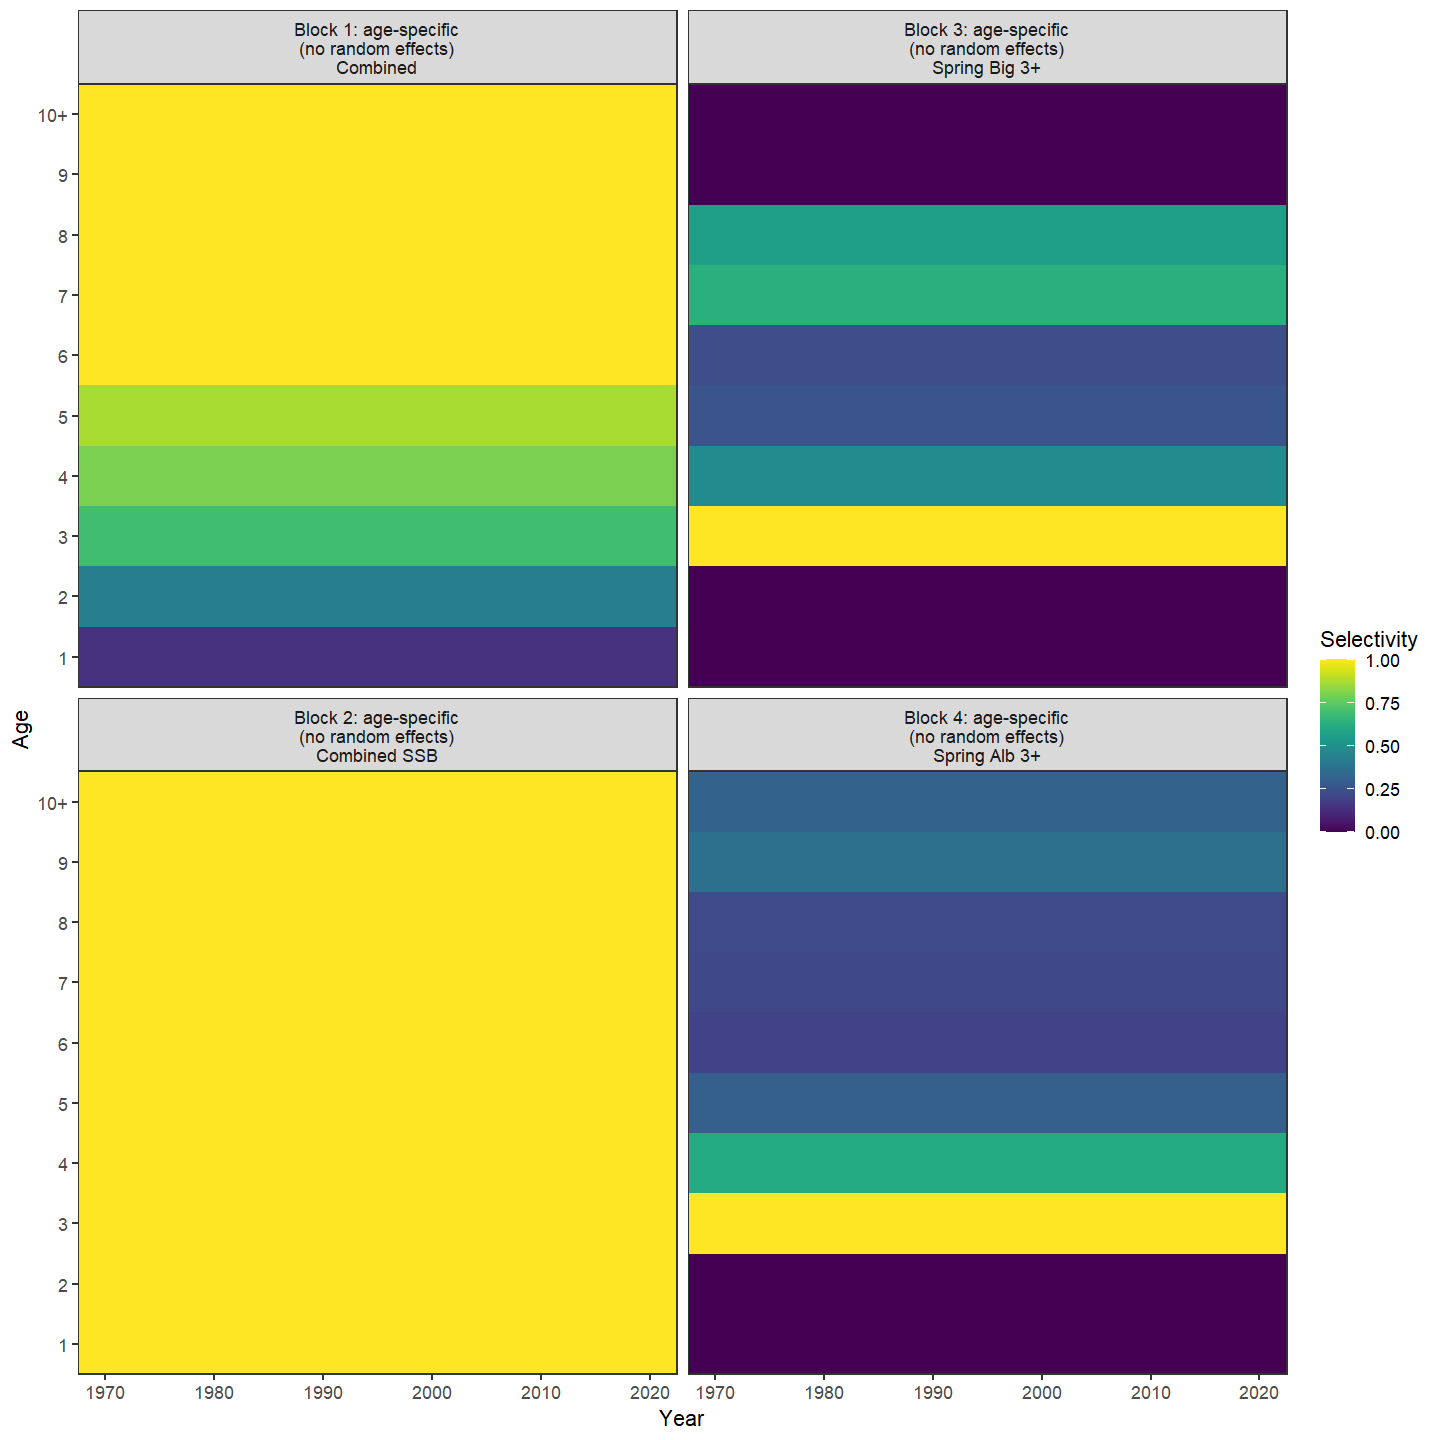 Block 1: age-specific
(no random effects)
Combined
Block 3: age-specific
(no random effects)
Spring Big 3+
10+
9
8
7
6
5
4
3
2
1
Block 2: age-specific
(no random effects)
Combined SSB
Block 4: age-specific
(no random effects)
Spring Alb 3+
10+
9
8
7
6
5
4
3
2
1
1970 1980 1990 2000 2010 2020
1970 1980 1990 2000 2010 2020
Year
Age
Selectivity
1.00
0.75
0.50
0.25
0.00